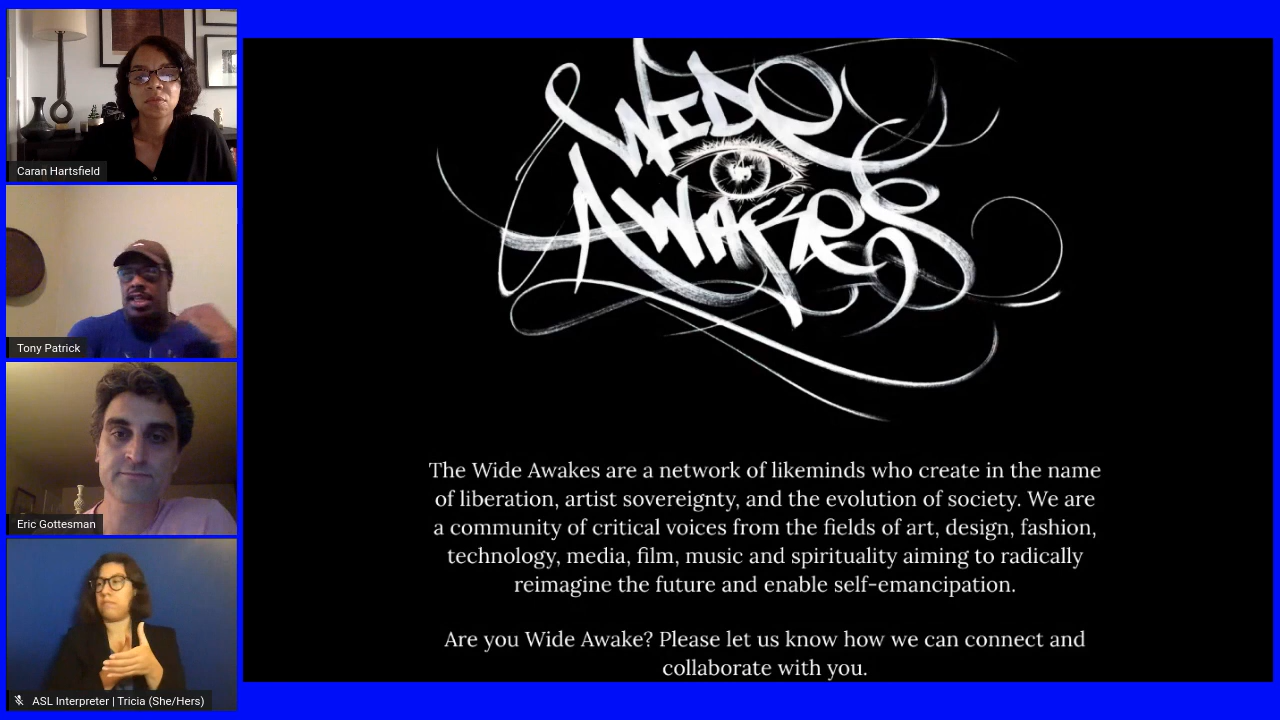 Caran Hartsfield
Tony Patrick
Eric Gottesman
ASL Interpreter | Tricia (She/Hers)
WIDE
AWAKES
The Wide Awakes are a network of likeminds who create in the name
of liberation, artist sovereignty, and the evolution of society. We are
a community of critical voices from the fields of art, design, fashion,
technology, media, film, music and spirituality aiming to radically
reimagine the future and enable self-emancipation.
Are you Wide Awake? Please let us know how we can connect and
collaborate with you.